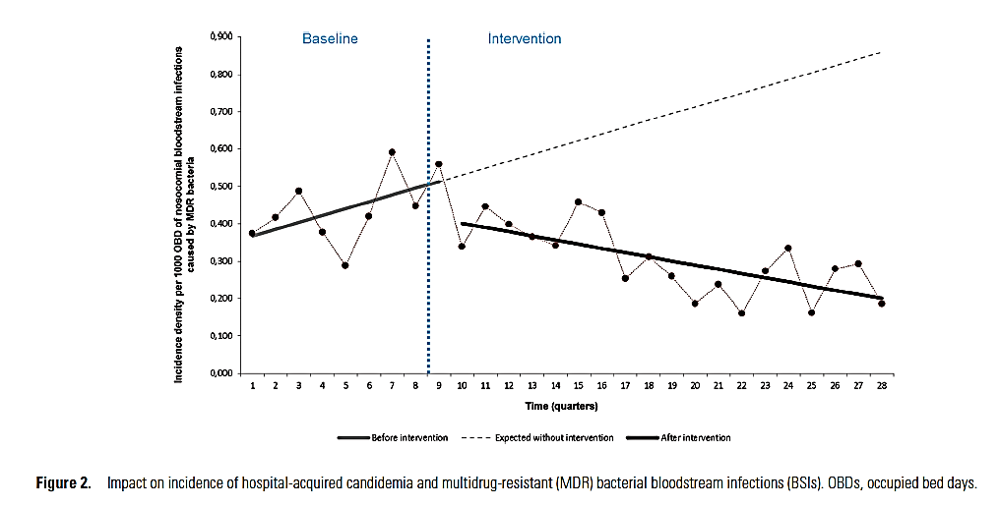 Baseline
Intervention
Incidence density per 1000 OBD of nosocomial bloodstream infections
caused by MDR bacteria
0,900
0,800
0,700
0,600
0,500
0,400
0,300
0,200
0,100
0,000
1 2 3 4 5 6 7 8 9 10 11 12 13 14 15 16 17 18 19 20 21 22 23 24 25 26 27 28
Time (quarters)
Before intervention Expected without intervention After intervention
Figure 2. Impact on incidence of hospital-acquired candidemia and multidrug-resistant (MDR) bacterial bloodstream infections (BSIs). OBDs, occupied bed days.